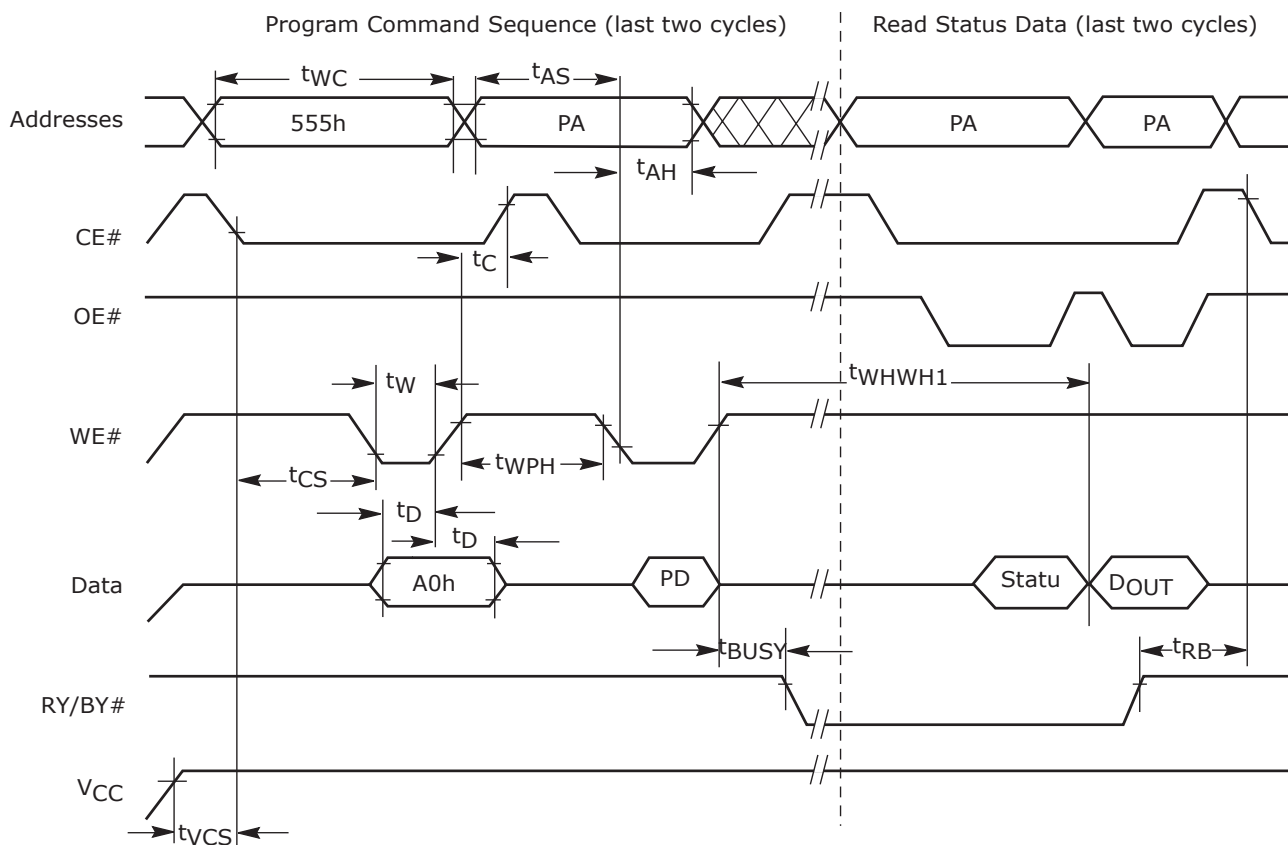 Program Command Sequence (last two cycles)
Read Status Data (last two cycles)
tWC
tAS
Addresses
555h
PA
PA
PA
tAH
CE#
tC
OE#
tW
tWHWH1
WE#
tCS
tWPH
tD
tD
Data
A0h
PD
Statu
DOUT
tBUSY
tRB
RY/BY#
VCC
tVCS